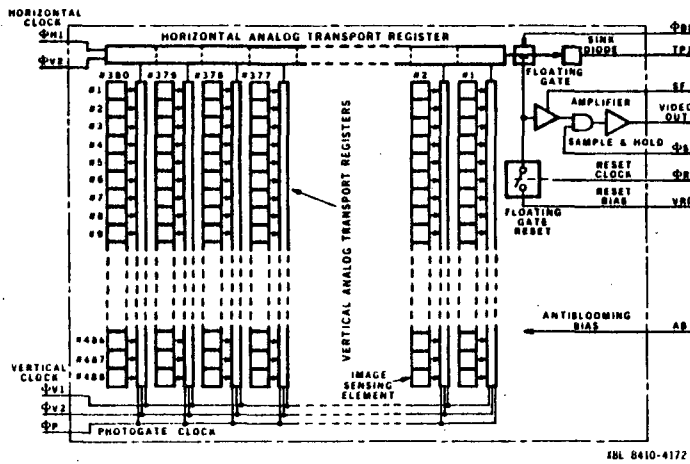 HORIZONTAL
CLOCK
ΦH1
ΦV2
HORIZONTAL ANALOG TRANSPORT REGISTER
SINK
DIODE
FLOATING
GATE
#380 #379 #378 #377
#2 #1
#1
#2
#3
#4
#5
#6
#7
#8
#9
VERTICAL ANALOG TRANSPORT REGISTERS
AMPLIFIER
SF
VIDEO
OUT
SAMPLE & HOLD
RESET
CLOCK
RESET
BIAS
FLOATING
GATE
RESET
ANTIBLOOMING
BIAS
AB
#486
#487
#488
IMAGE
SENSING
ELEMENT
VERTICAL
CLOCK
ΦV1
ΦV2
ΦP
PHOTOGATE CLOCK
XBL 8410-4172